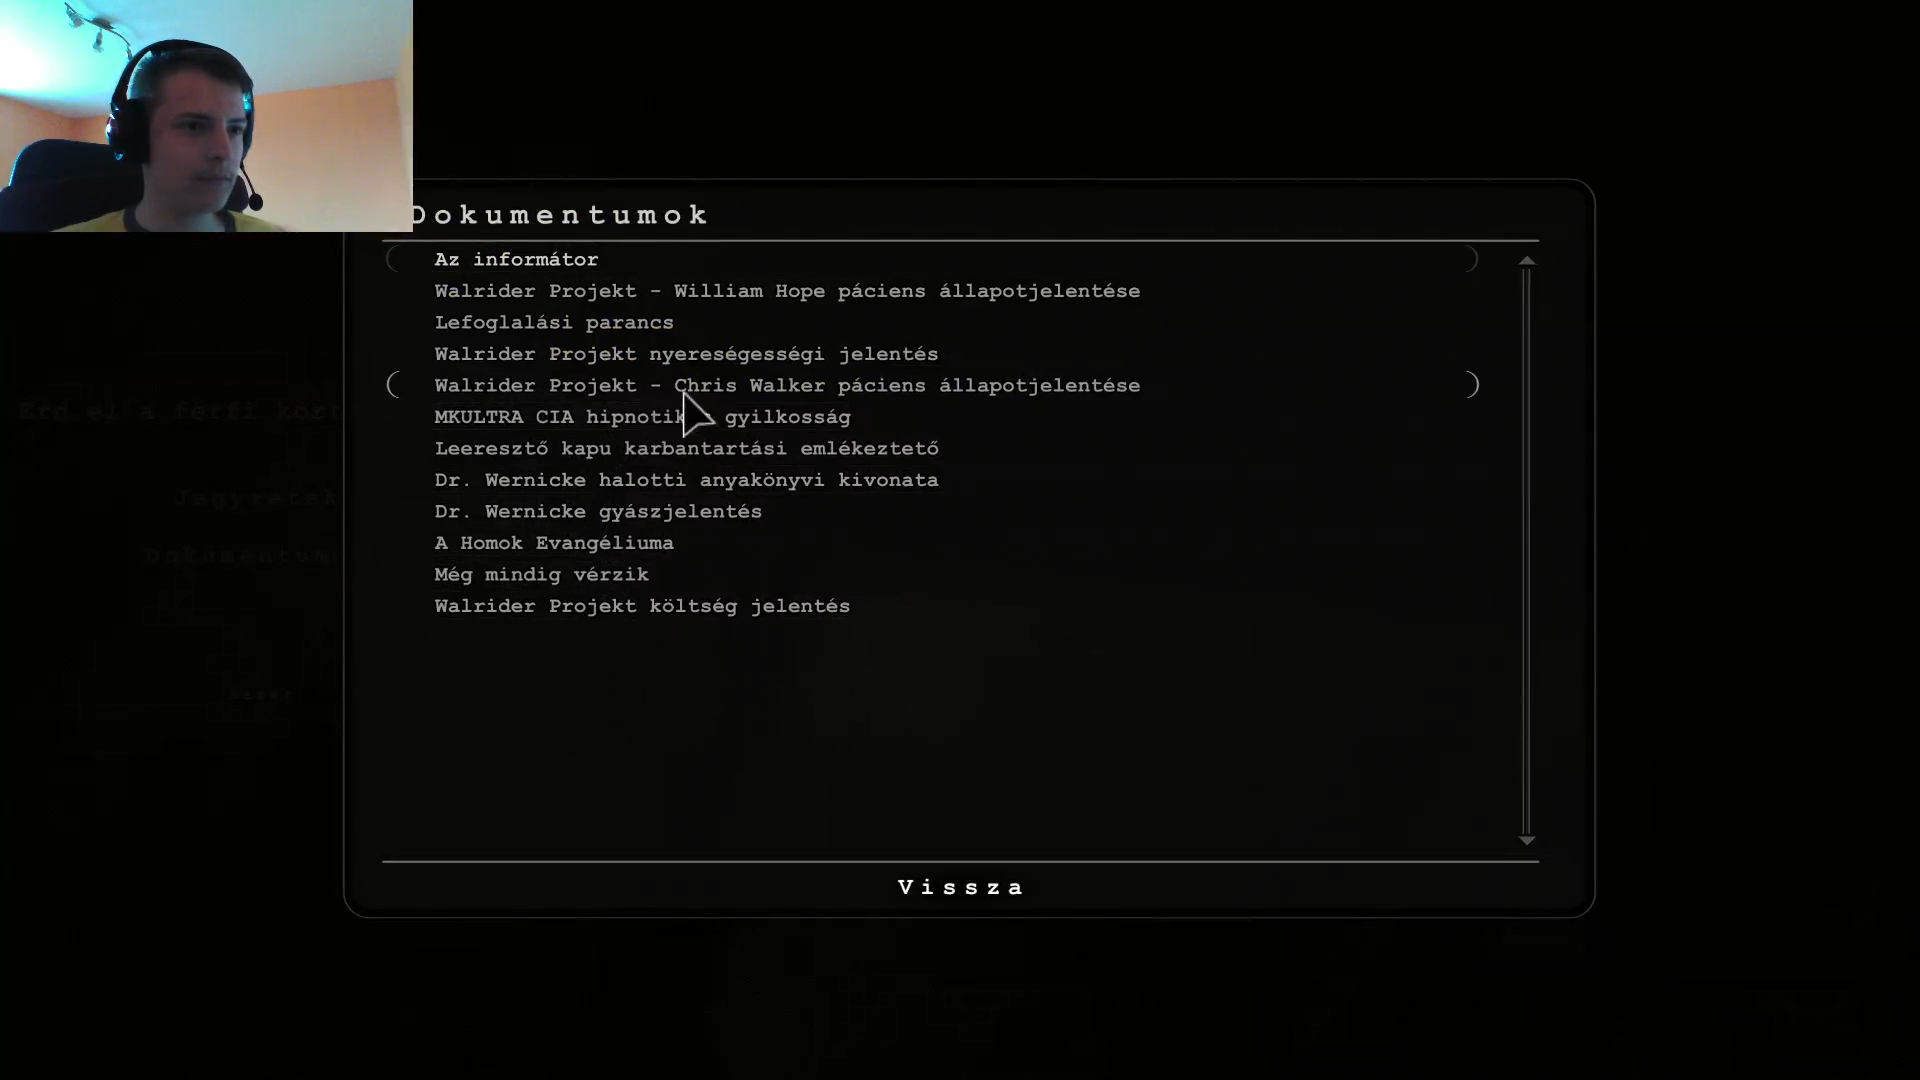 Dokumentumok
Az informátor
Walrider Projekt - William Hope páciens állapotjelentése
Lefoglalási parancs
Walrider Projekt nyereségességi jelentés
Walrider Projekt - Chris Walker páciens állapotjelentése
MKULTRA CIA gyilkosság
Leeresztő kapu karbantartási emlékeztető
Dr. Wernicke halotti anyakönyvi kivonata
Dr. Wernicke gyászjelentés
A Homok Evangéliuma
Még mindig vérzik
Walrider Projekt költség jelentés
Vissza